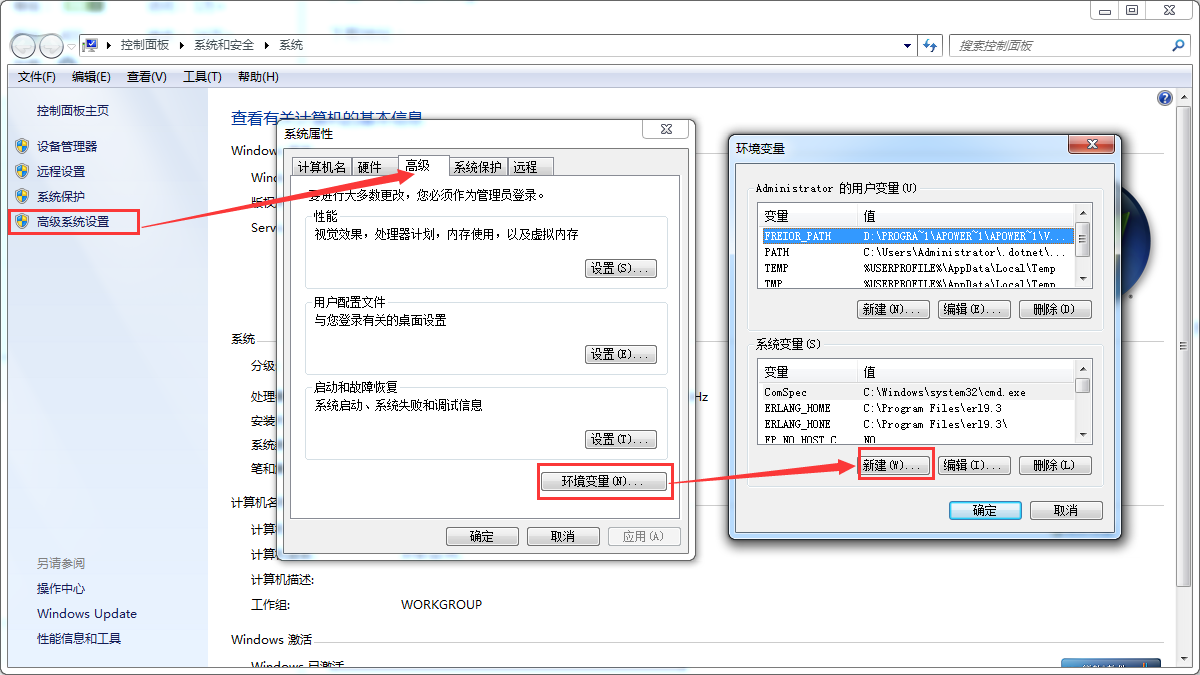 控制面板 ▸ 系统和安全 ▸ 系统
搜索控制面板
文件(F) 编辑(E) 查看(V) 工具(T) 帮助(H)
控制面板主页
设备管理器
远程设置
系统保护
高级系统设置
另请参阅
操作中心
Windows Update
性能信息和工具
查看有关计算机的基本信息
Window
Wind
版权
Serv
系统
分级
处理
Hz
安装
系统
笔和
计算机名
计算
计算
计算机描述:
工作组: WORKGROUP
Windows 激活
Windows 已激活
系统属性
计算机名 硬件 高级 系统保护 远程
要进行大多数更改，您必须作为管理员登录。
性能
视觉效果，处理器计划，内存使用，以及虚拟内存
设置(S)...
用户配置文件
与您登录有关的桌面设置
设置(E)...
启动和故障恢复
系统启动、系统失败和调试信息
设置(T)...
环境变量(N)...
确定 取消 应用(A)
环境变量
Administrator 的用户变量(U)
变量 值
FREIOR_PATH D:\PROGRA~1\APOWER~1\APOWER~1\V...
PATH C:\Users\Administrator\.dotnet\...
TEMP %USERPROFILE%\AppData\Local\Temp
TMP %USERPROFILE%\AppData\Local\Temp
新建(N)... 编辑(E)... 删除(D)
系统变量(S)
变量 值
ComSpec C:\Windows\system32\cmd.exe
ERLANG_HOME C:\Program Files\erl9.3
ERLANG_HONE C:\Program Files\erl9.3\
FP_NO_HOST_C NO
新建(W)... 编辑(I)... 删除(L)
确定 取消